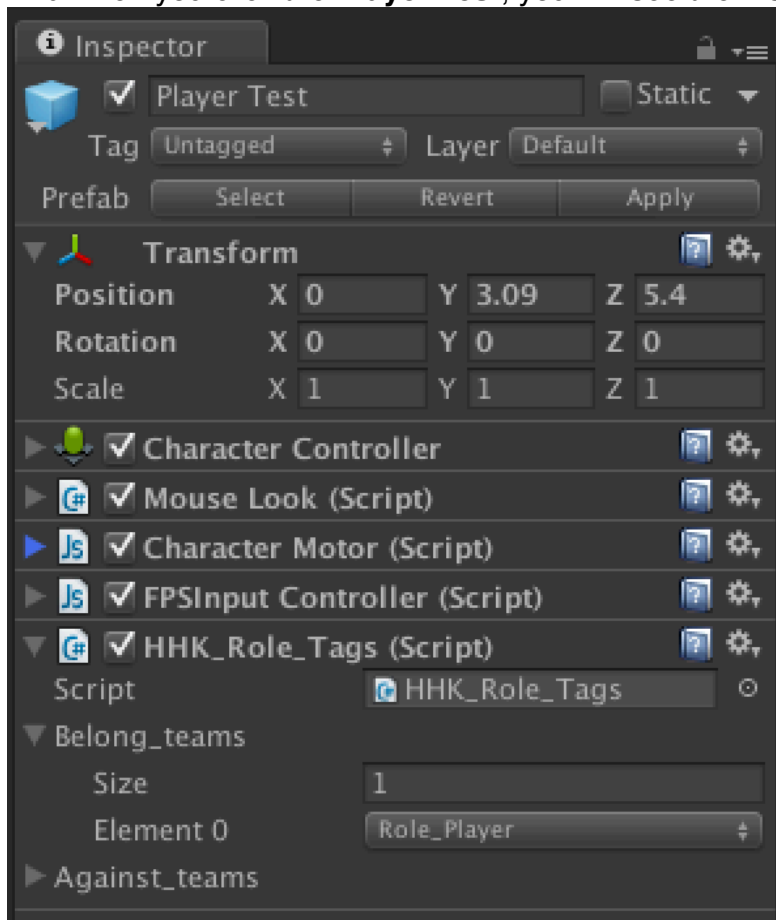 Inspector
Player Test Static
Tag Untagged Layer Default
Prefab Select Revert Apply
Transform
Position X 0 Y 3.09 Z 5.4
Rotation X 0 Y 0 Z 0
Scale X 1 Y 1 Z 1
Character Controller
C# Mouse Look (Script)
Js Character Motor (Script)
Js FPSInput Controller (Script)
C# HHK_Role_Tags (Script)
Script HHK_Role_Tags
Belong_teams
Size 1
Element 0 Role_Player
Against_teams